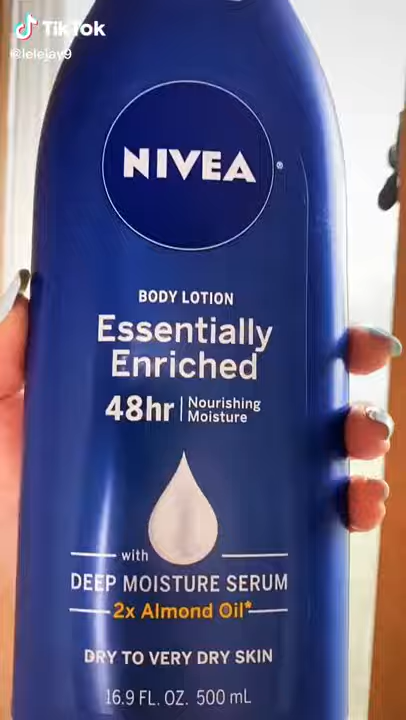 TikTok
@lelejay9
NIVEA®
BODY LOTION
Essentially
Enriched
48hr | Nourishing
Moisture
with
DEEP MOISTURE SERUM
2x Almond Oil*
DRY TO VERY DRY SKIN
16.9 FL. OZ. 500 mL